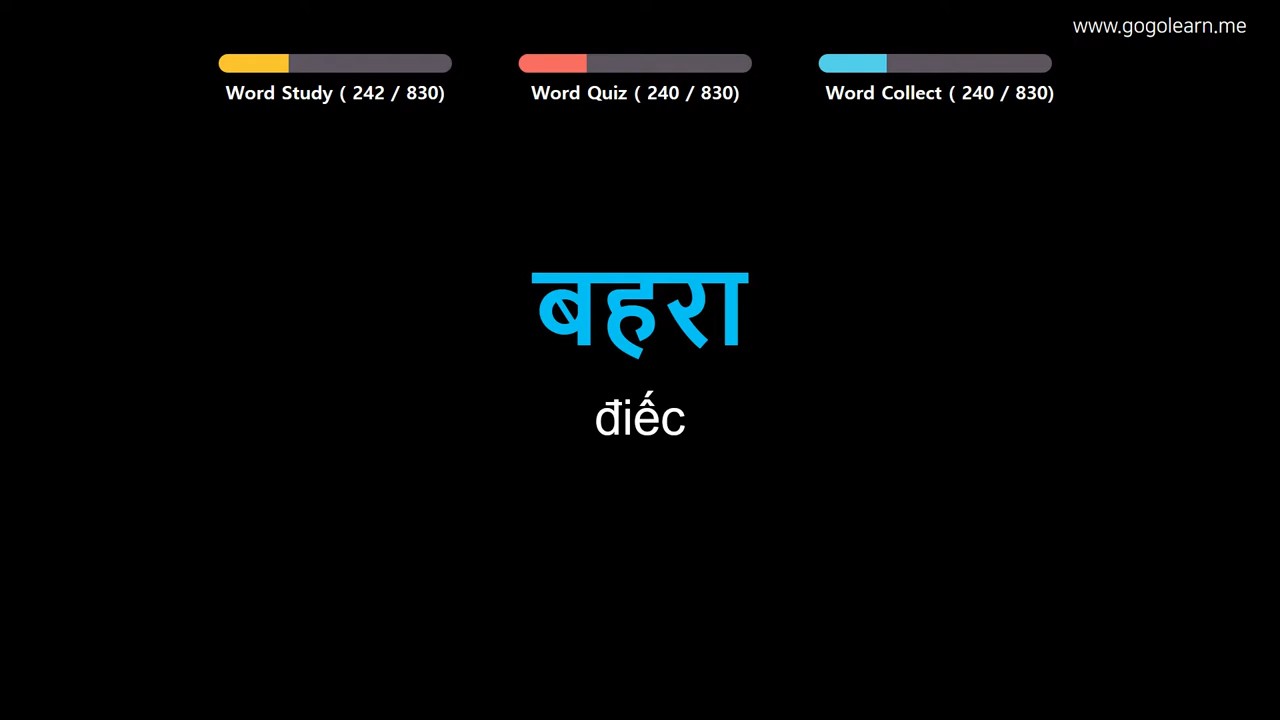 www.gogolearn.me
Word Study ( 242 / 830)
Word Quiz ( 240 / 830)
Word Collect ( 240 / 830)
बहरा
điếc